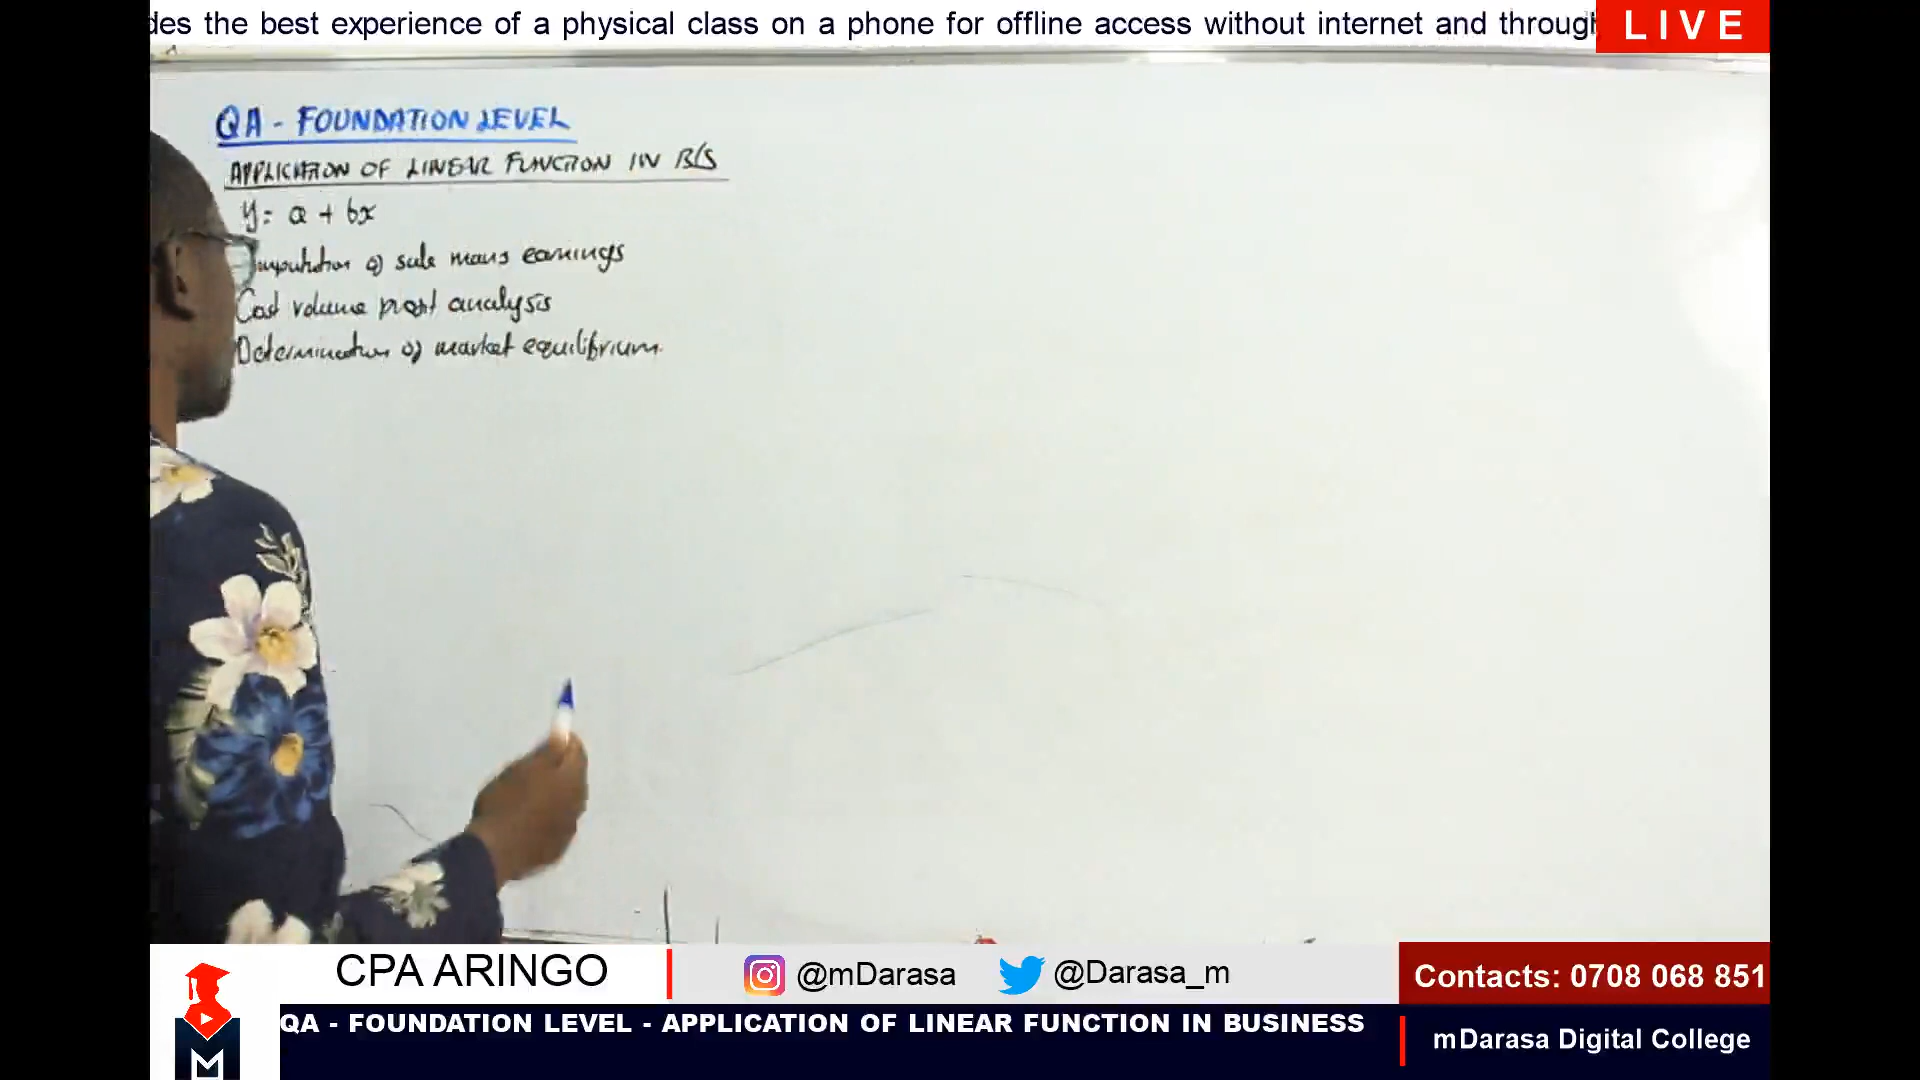 des the best experience of a physical class on a phone for offline access without internet and through
LIVE
QA - FOUNDATION LEVEL
APPLICATION OF LINEAR FUNCTION IN B/S
y = a + bx
of sale mans earnings
Cost volume profit analysis
Determination of market equilibrium.
CPA ARINGO
@mDarasa
@Darasa_m
Contacts: 0708 068 851
M
QA - FOUNDATION LEVEL - APPLICATION OF LINEAR FUNCTION IN BUSINESS
mDarasa Digital College